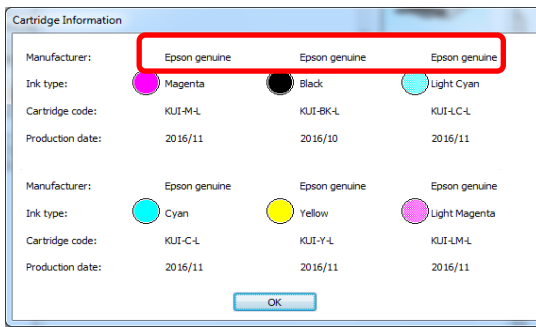 Cartridge Information
Manufacturer: Epson genuine Epson genuine Epson genuine
Ink type: Magenta Black Light Cyan
Cartridge code: KUI-M-L KUI-BK-L KUI-LC-L
Production date: 2016/11 2016/10 2016/11
Manufacturer: Epson genuine Epson genuine Epson genuine
Ink type: Cyan Yellow Light Magenta
Cartridge code: KUI-C-L KUI-Y-L KUI-LM-L
Production date: 2016/11 2016/11 2016/11
OK